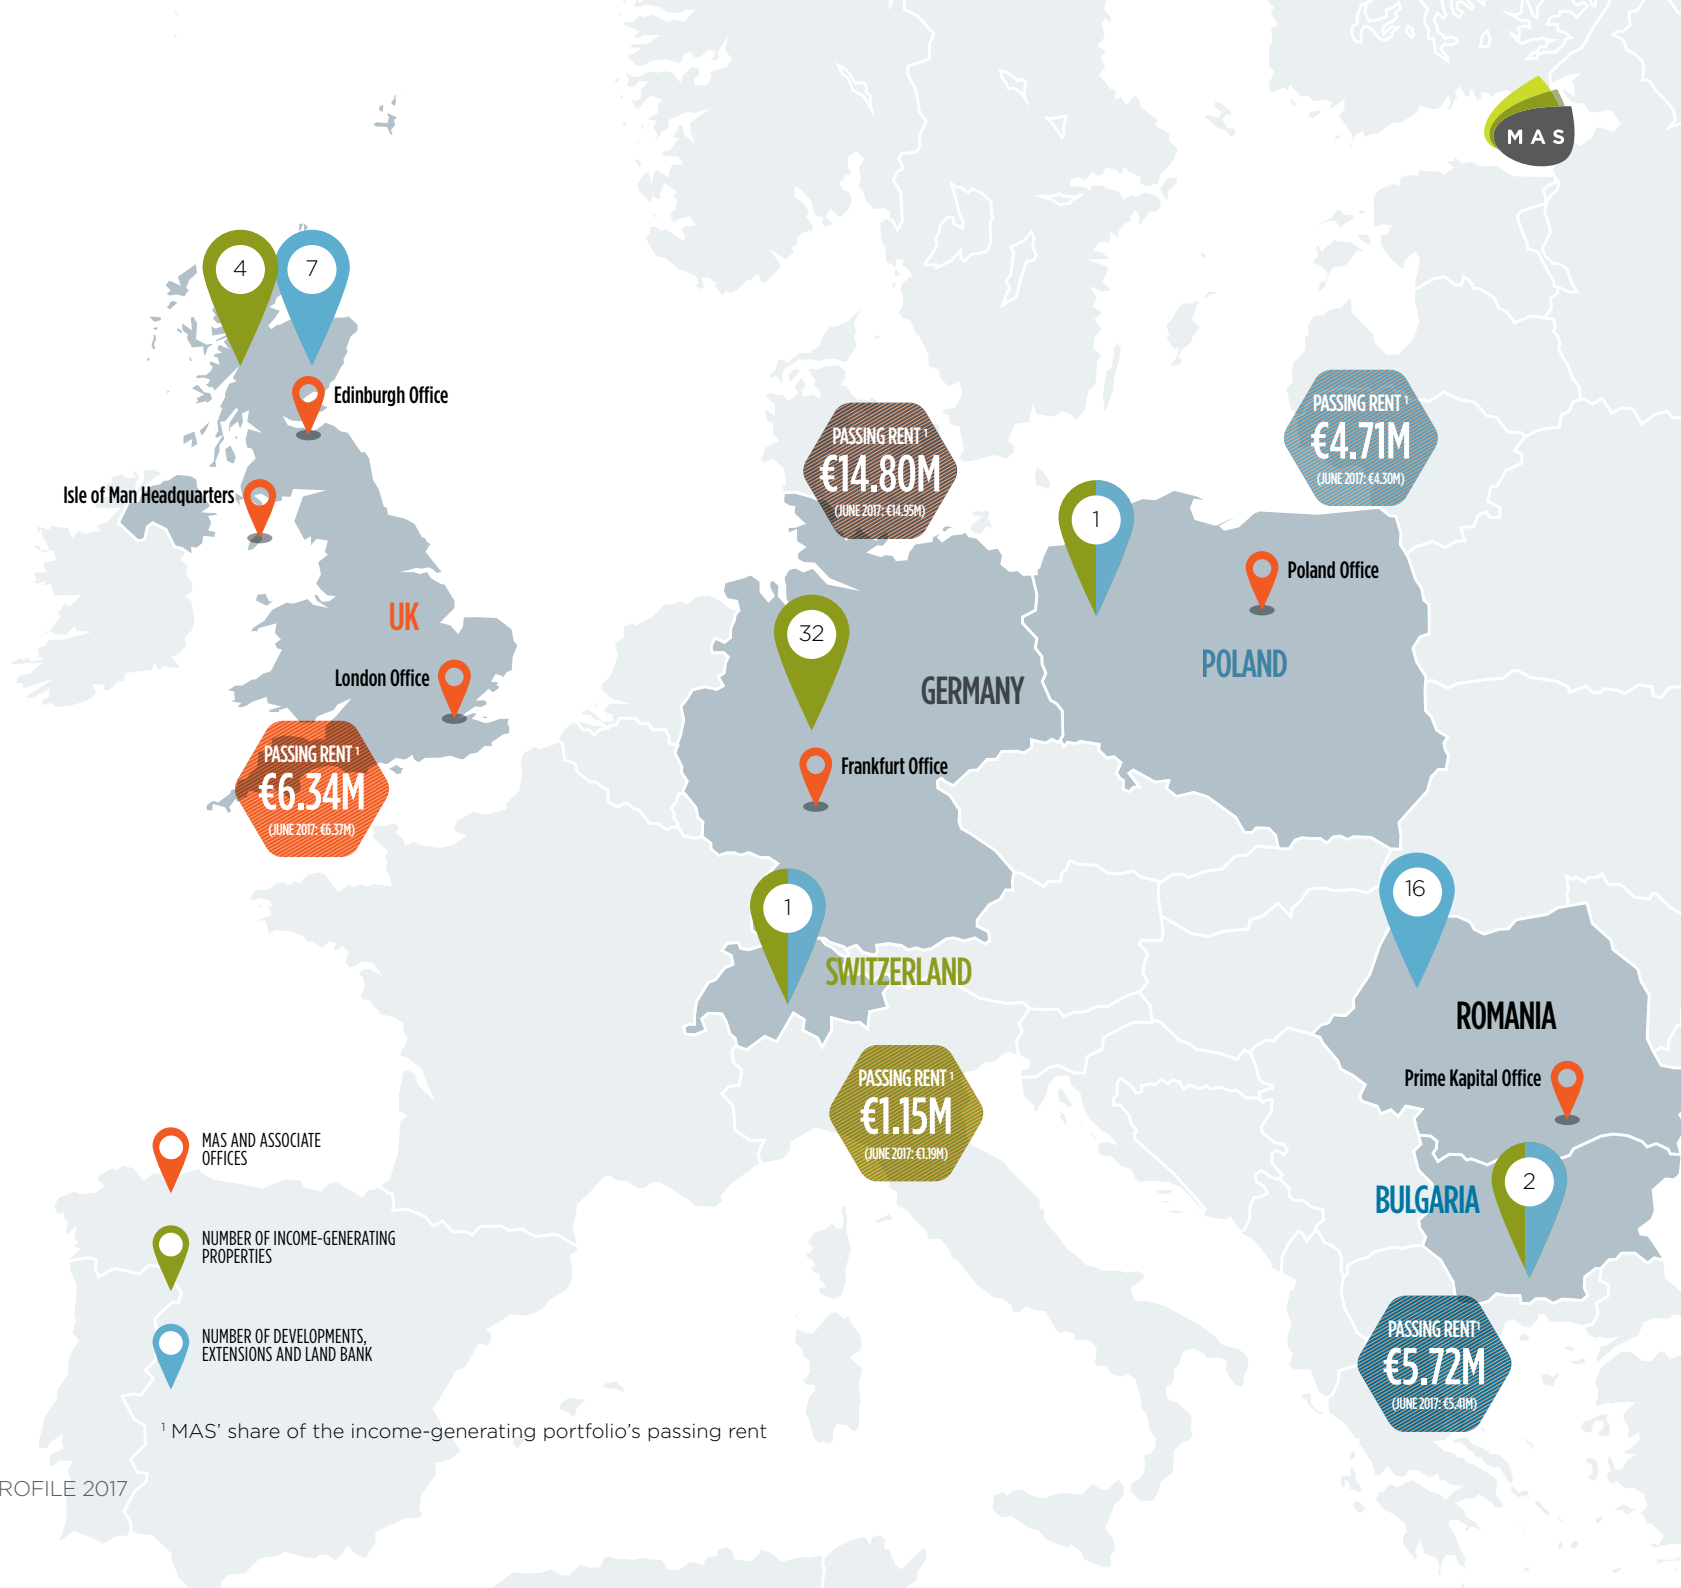 MAS
4
7
Edinburgh Office
Isle of Man Headquarters
UK
London Office
PASSING RENT 1
€6.34M
(JUNE 2017: €6.37M)
PASSING RENT 1
€14.80M
(JUNE 2017: €14.95M)
32
GERMANY
Frankfurt Office
PASSING RENT 1
€4.71M
(JUNE 2017: €4.30M)
1
Poland Office
POLAND
1
SWITZERLAND
PASSING RENT 1
€1.15M
(JUNE 2017: €1.19M)
16
ROMANIA
Prime Kapital Office
BULGARIA
2
PASSING RENT1
€5.72M
(JUNE 2017: €5.41M)
MAS AND ASSOCIATE
OFFICES
NUMBER OF INCOME-GENERATING
PROPERTIES
NUMBER OF DEVELOPMENTS,
EXTENSIONS AND LAND BANK
1 MAS' share of the income-generating portfolio's passing rent
ROFILE 2017